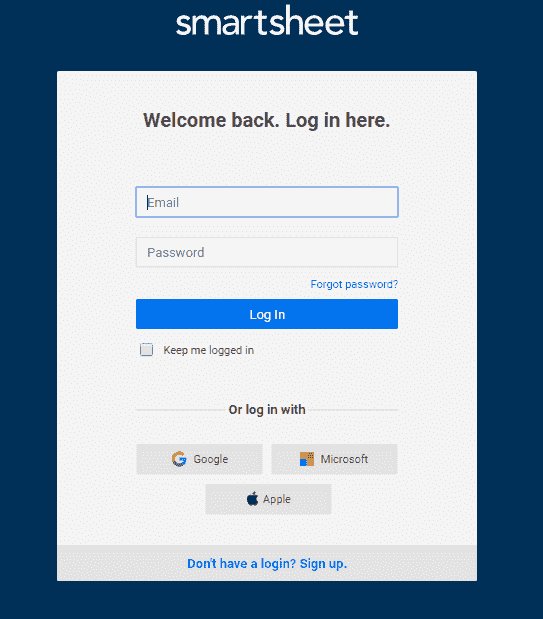 smartsheet
Welcome back. Log in here.
Email
Password
Forgot password?
Log In
Keep me logged in
Or log in with
Google
Microsoft
Apple
Don't have a login? Sign up.